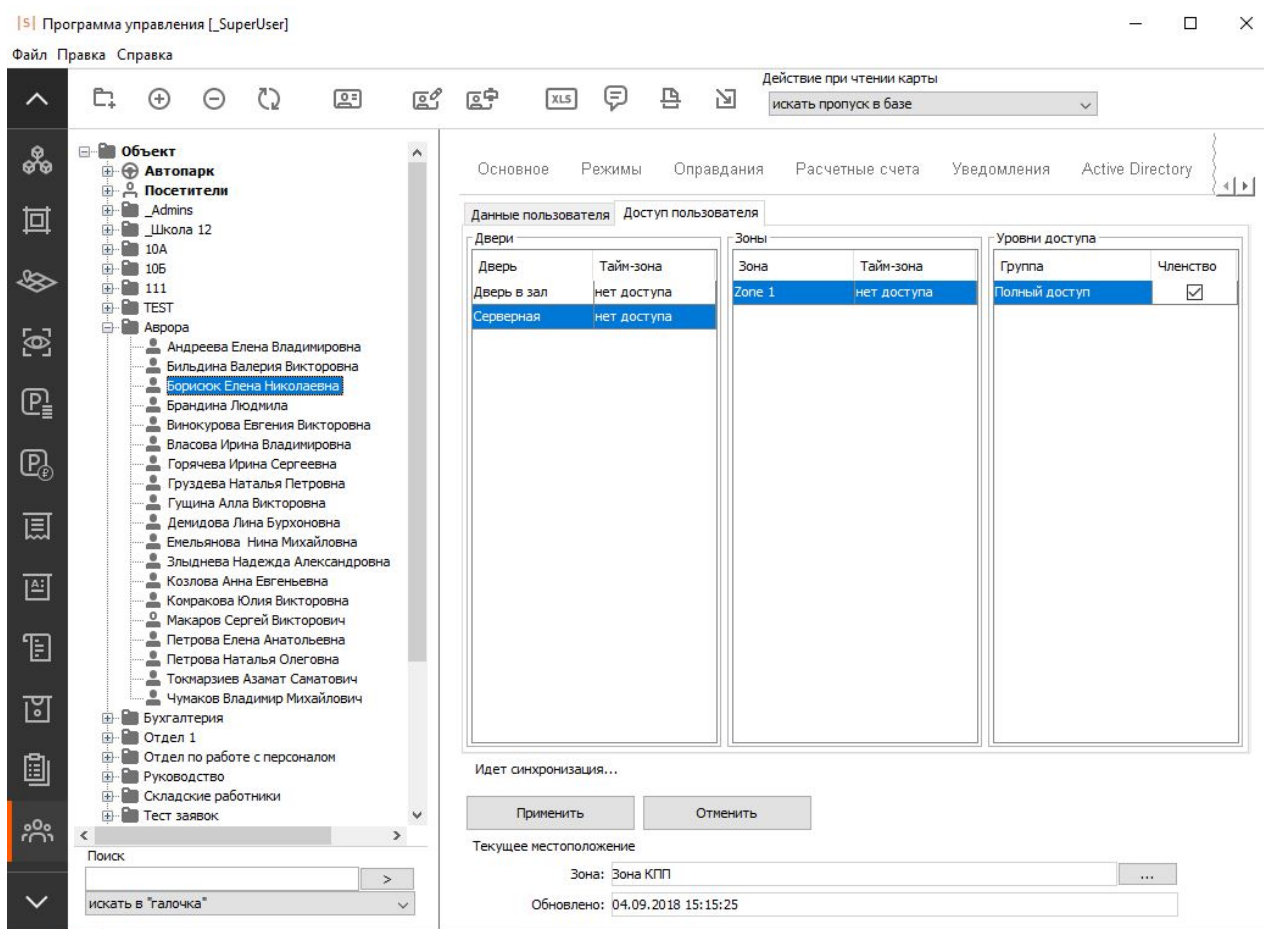 |S| Программа управления [_SuperUser]
Файл Правка Справка
XLS
Действие при чтении карты
искать пропуск в базе
Объект
Автопарк
Посетители
_Admins
_Школа 12
10А
10Б
111
TEST
Аврора
Андреева Елена Владимировна
Бильдина Валерия Викторовна
Борисюк Елена Николаевна
Брандина Людмила
Винокурова Евгения Викторовна
Власова Ирина Владимировна
Горячева Ирина Сергеевна
Груздева Наталья Петровна
Гущина Алла Викторовна
Демидова Лина Бурхоновна
Емельянова Нина Михайловна
Злыднева Надежда Александровна
Козлова Анна Евгеньевна
Комракова Юлия Викторовна
Макаров Сергей Викторович
Петрова Елена Анатольевна
Петрова Наталья Олеговна
Токмарзиев Азамат Саматович
Чумаков Владимир Михайлович
Бухгалтерия
Отдел 1
Отдел по работе с персоналом
Руководство
Складские работники
Тест заявок
Поиск
>
искать в "галочка"
Основное Режимы Оправдания Расчетные счета Уведомления Active Directory
Данные пользователя Доступ пользователя
Двери Зоны Уровни доступа
Дверь Тайм-зона Зона Тайм-зона Группа Членство
Дверь в зал нет доступа Zone 1 нет доступа Полный доступ
Серверная нет доступа
Идет синхронизация...
Применить Отменить
Текущее местоположение
Зона: Зона КПП ...
Обновлено: 04.09.2018 15:15:25